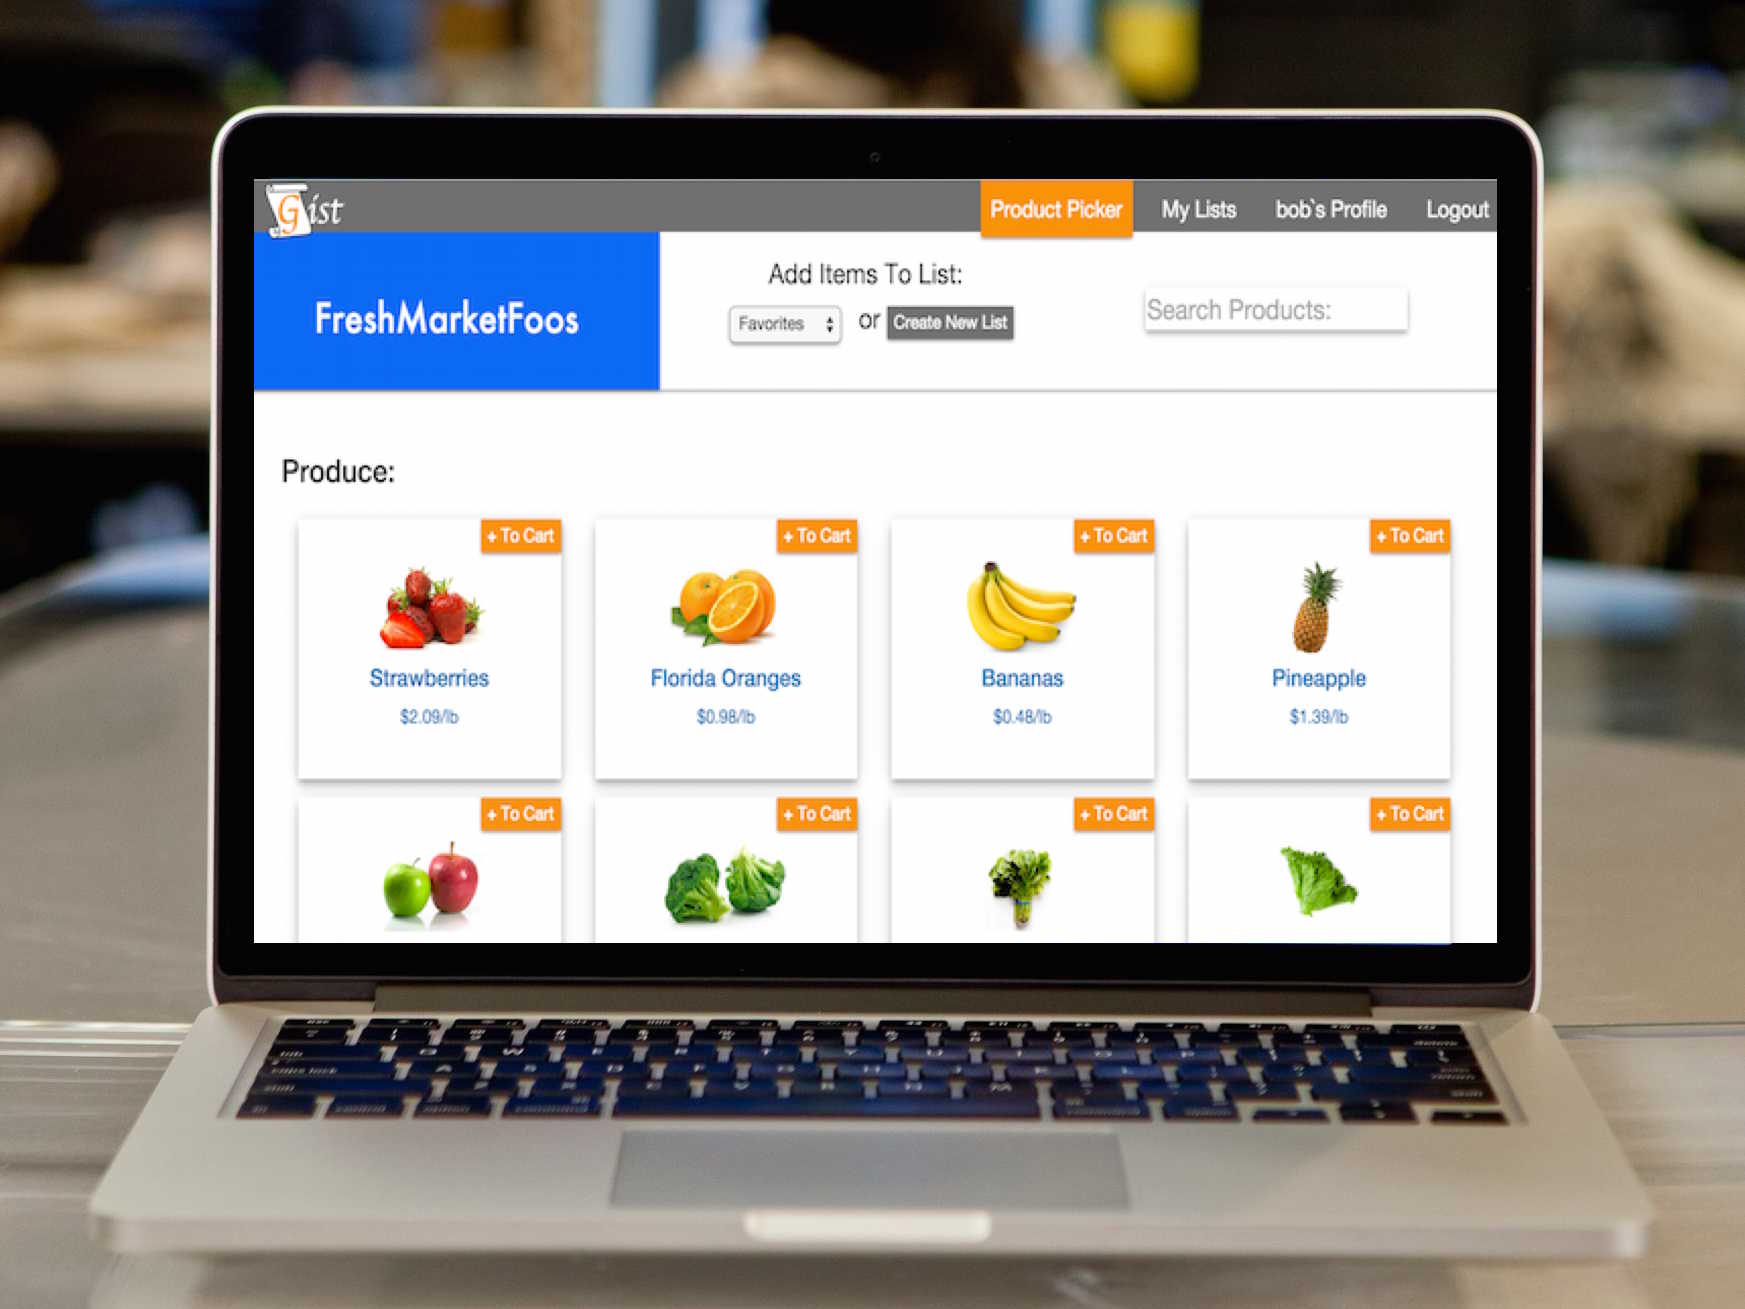 Gist
Product Picker
My Lists
bob`s Profile
Logout
FreshMarketFoos
Add Items To List:
Favorites
or
Create New List
Search Products:
Produce:
+ To Cart
+ To Cart
+ To Cart
+ To Cart
Strawberries
Florida Oranges
Bananas
Pineapple
$2.09/lb
$0.98/lb
$0.48/lb
$1.39/lb
+ To Cart
+ To Cart
+ To Cart
+ To Cart